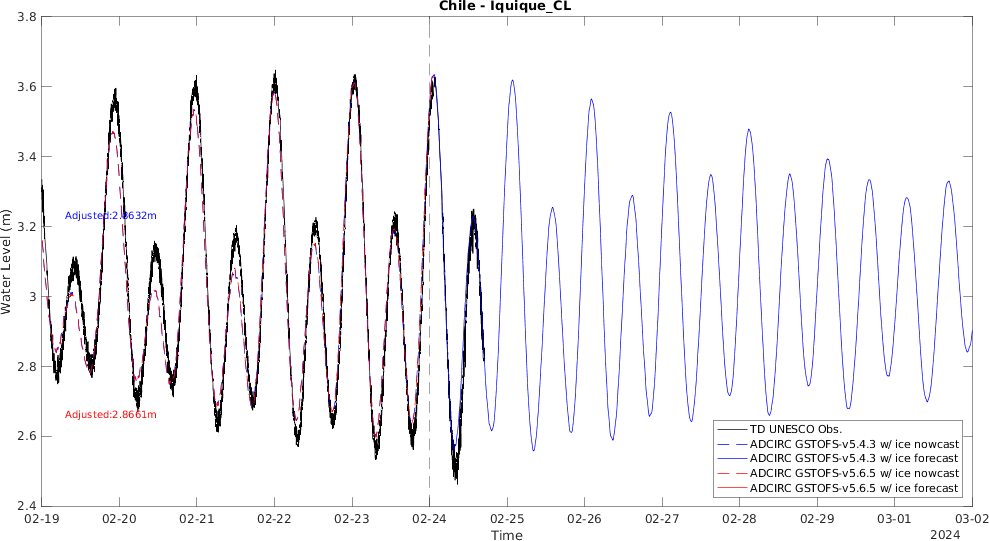 Chile - Iquique_CL
Water Level (m)
3.8
3.6
3.4
3.2
3
2.8
2.6
2.4
Adjusted:2.8632m
Adjusted:2.8661m
TD UNESCO Obs.
ADCIRC GSTOFS-v5.4.3 w/ ice nowcast
ADCIRC GSTOFS-v5.4.3 w/ ice forecast
ADCIRC GSTOFS-v5.6.5 w/ ice nowcast
ADCIRC GSTOFS-v5.6.5 w/ ice forecast
02-19 02-20 02-21 02-22 02-23 02-24 02-25 02-26 02-27 02-28 02-29 03-01 03-02
Time
2024